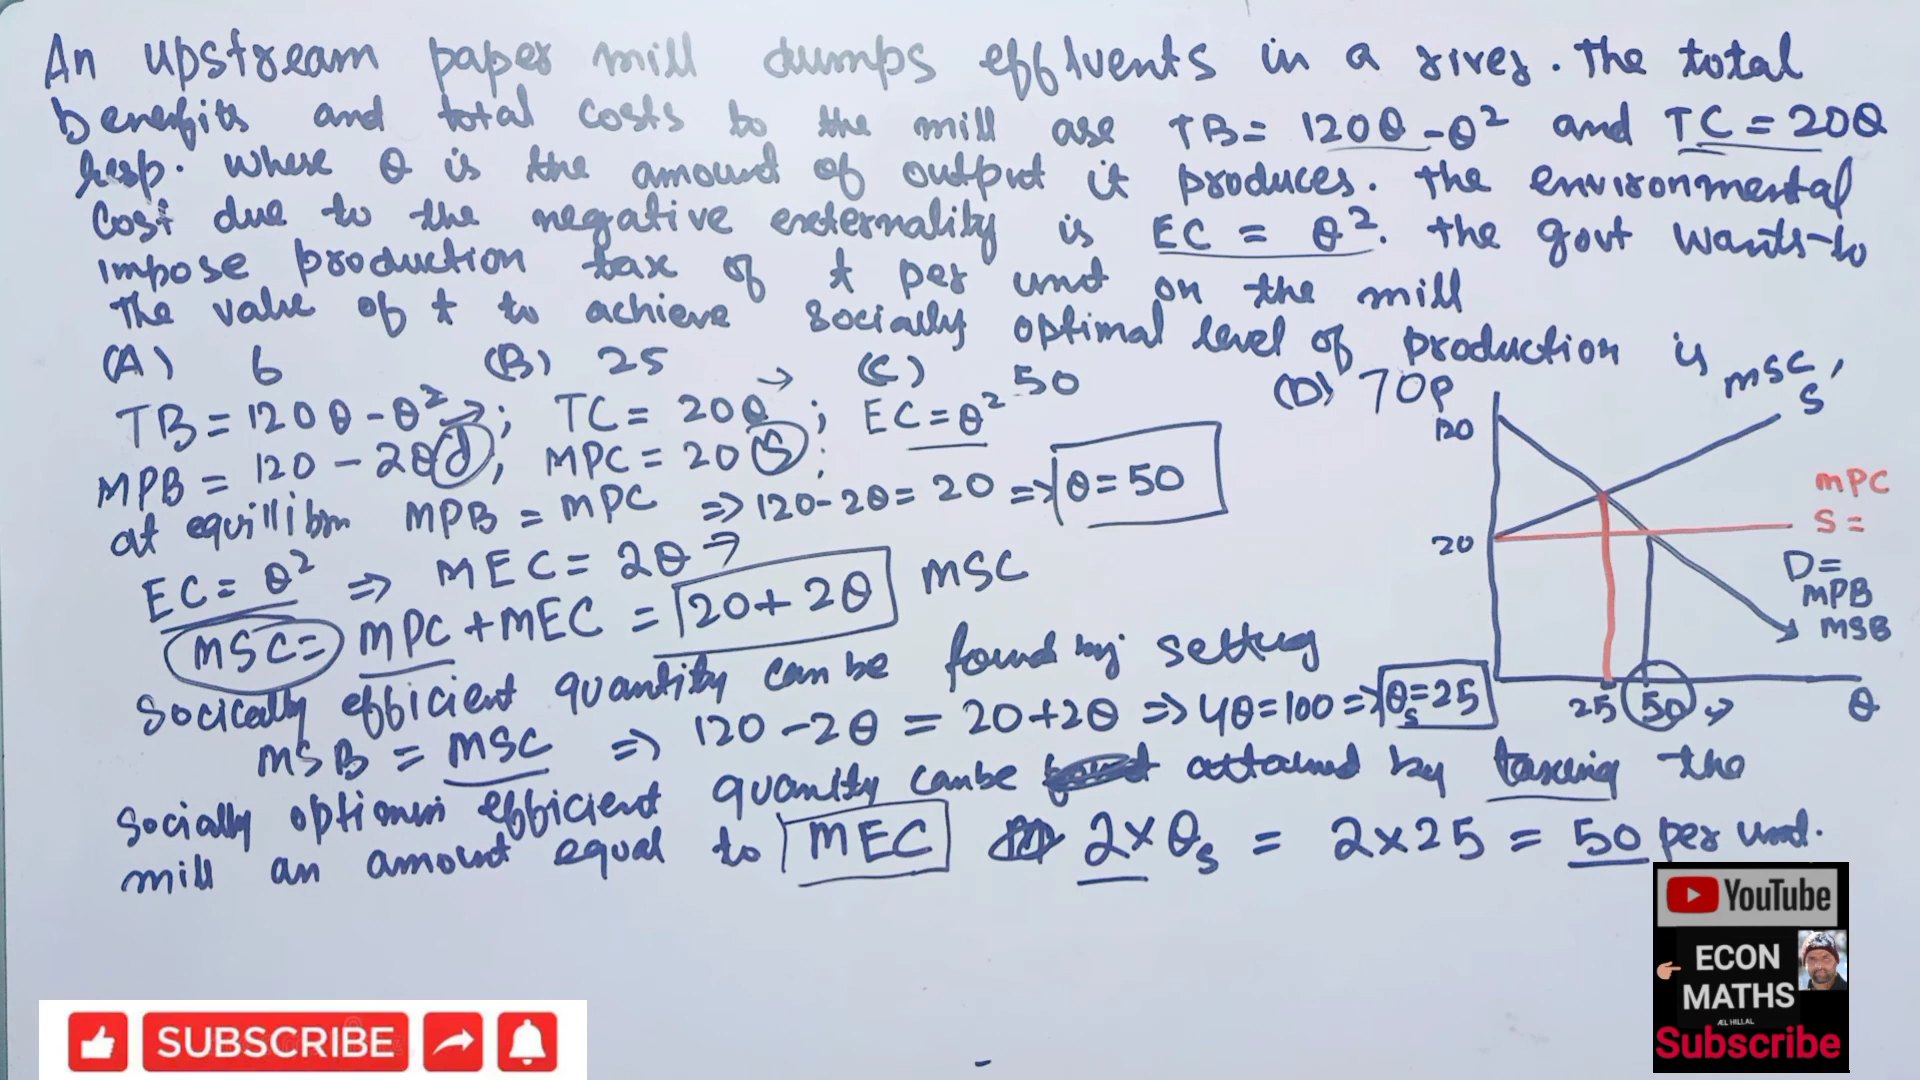 An upstream paper mill dumps efflvents in a river. The total
benefits and total costs to the mill are TB = 120θ - θ² and TC = 20θ
resp. where θ is the amount of output it produces. The environmental
Cost due to the negative externality is EC = θ². the govt wants to
impose production tax of t per unit on the mill
The value of t to achieve socially optimal level of production is
(A) 6 (B) 25 (C) 50 (D) 70
TB = 120θ - θ² ; TC = 20θ ; EC = θ²
MPB = 120 - 2θ (d), MPC = 20 (S) ;
at equillibm MPB = MPC => 120-2θ = 20 => θ = 50
EC = θ² => MEC = 2θ
MSC = MPC + MEC = 20+2θ MSC
Socically efficient quantity can be found by setting
MSB = MSC => 120-2θ = 20+2θ => 4θ=100 => θs=25
Socially efficient quantity can be attained by taxing the
mill an amount equal to MEC 2×θs = 2×25 = 50 per unit.
P
MSC,
S
120
MPC
S =
20
D=
MPB
MSB
25 50 θ
YouTube
ECON
MATHS
ÆL HILLAL
Subscribe
SUBSCRIBE